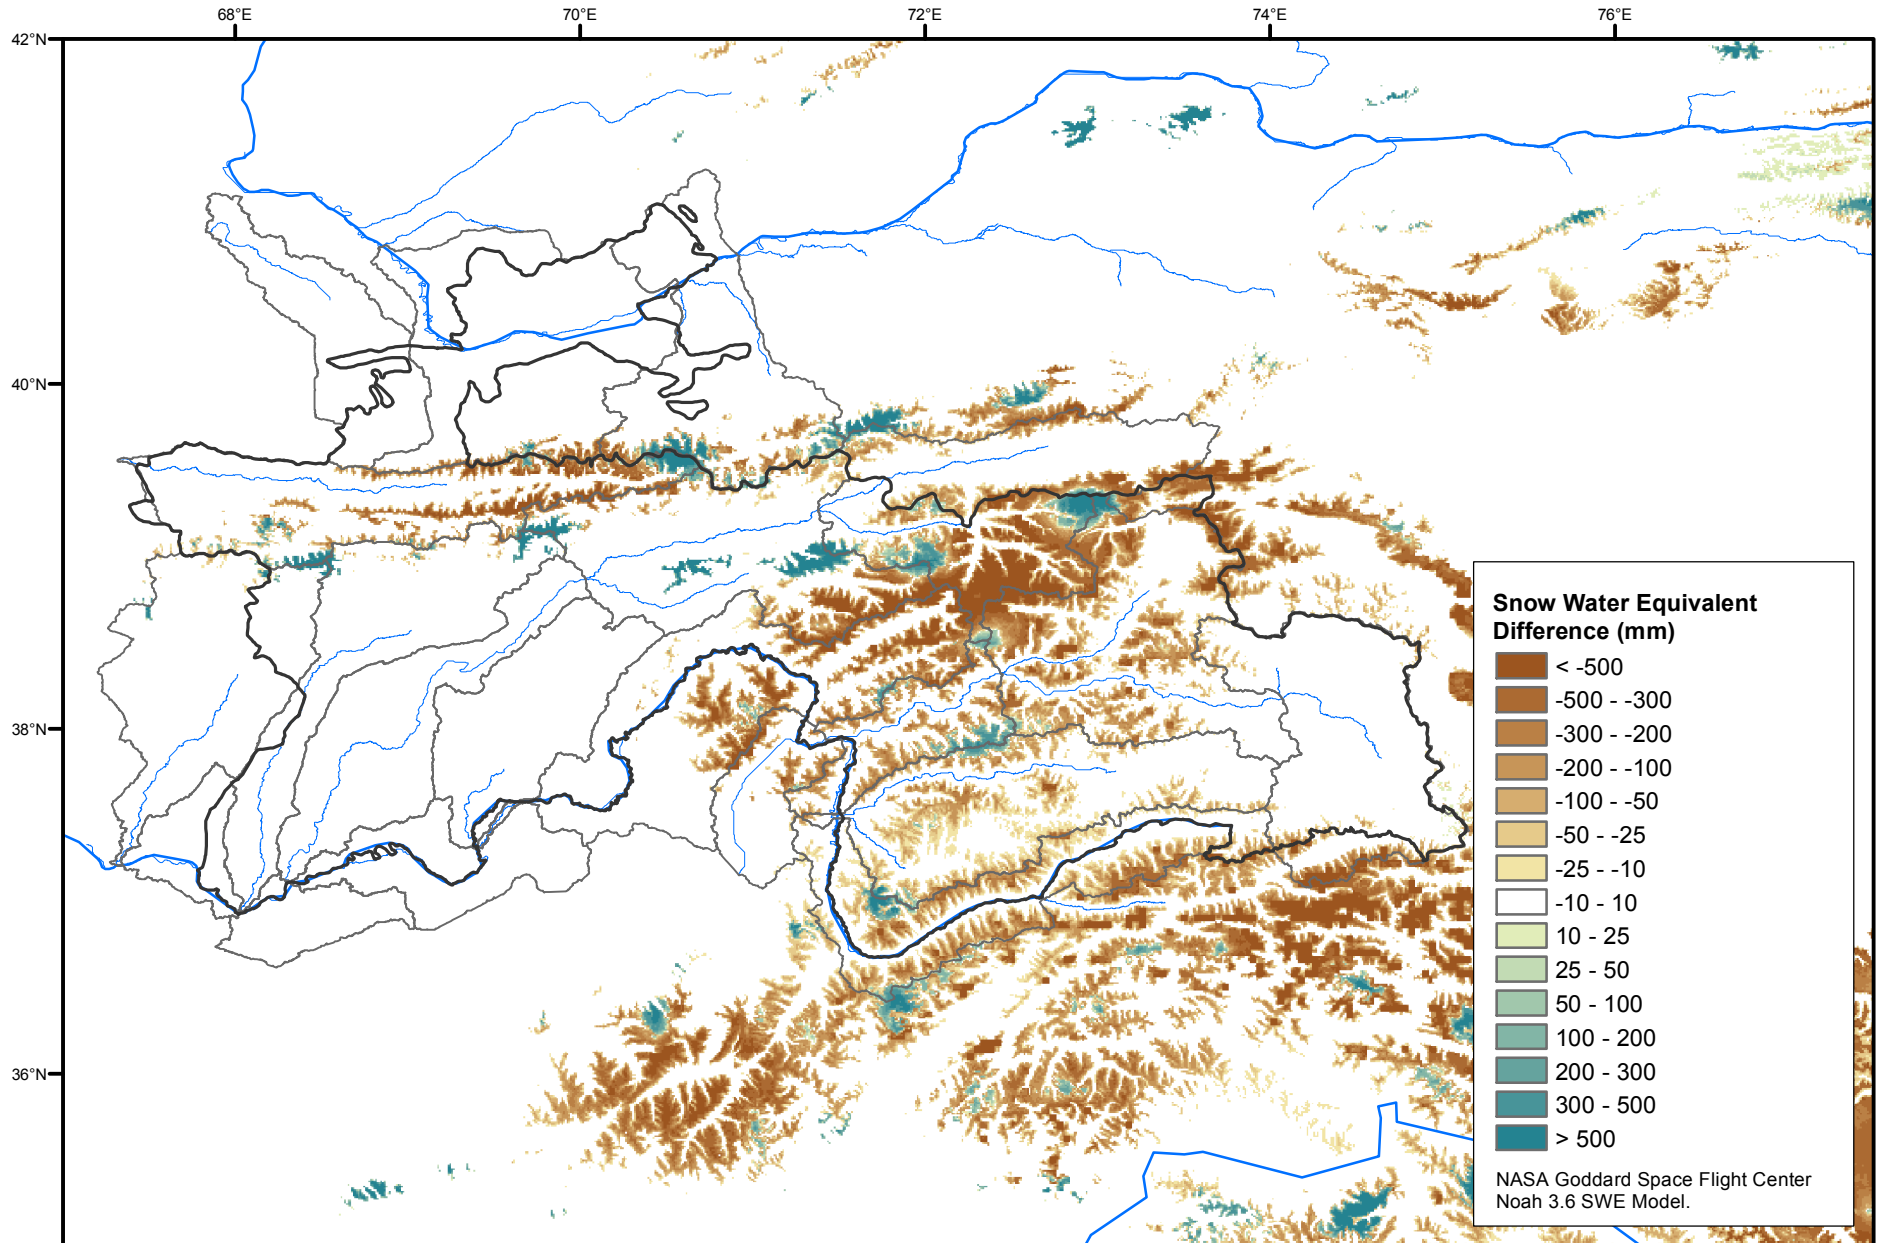 68°E
70°E
72°E
74°E
76°E
42°N
40°N
38°N
36°N
Snow Water Equivalent
Difference (mm)
< -500
-500 - -300
-300 - -200
-200 - -100
-100 - -50
-50 - -25
-25 - -10
-10 - 10
10 - 25
25 - 50
50 - 100
100 - 200
200 - 300
300 - 500
> 500
NASA Goddard Space Flight Center
Noah 3.6 SWE Model.